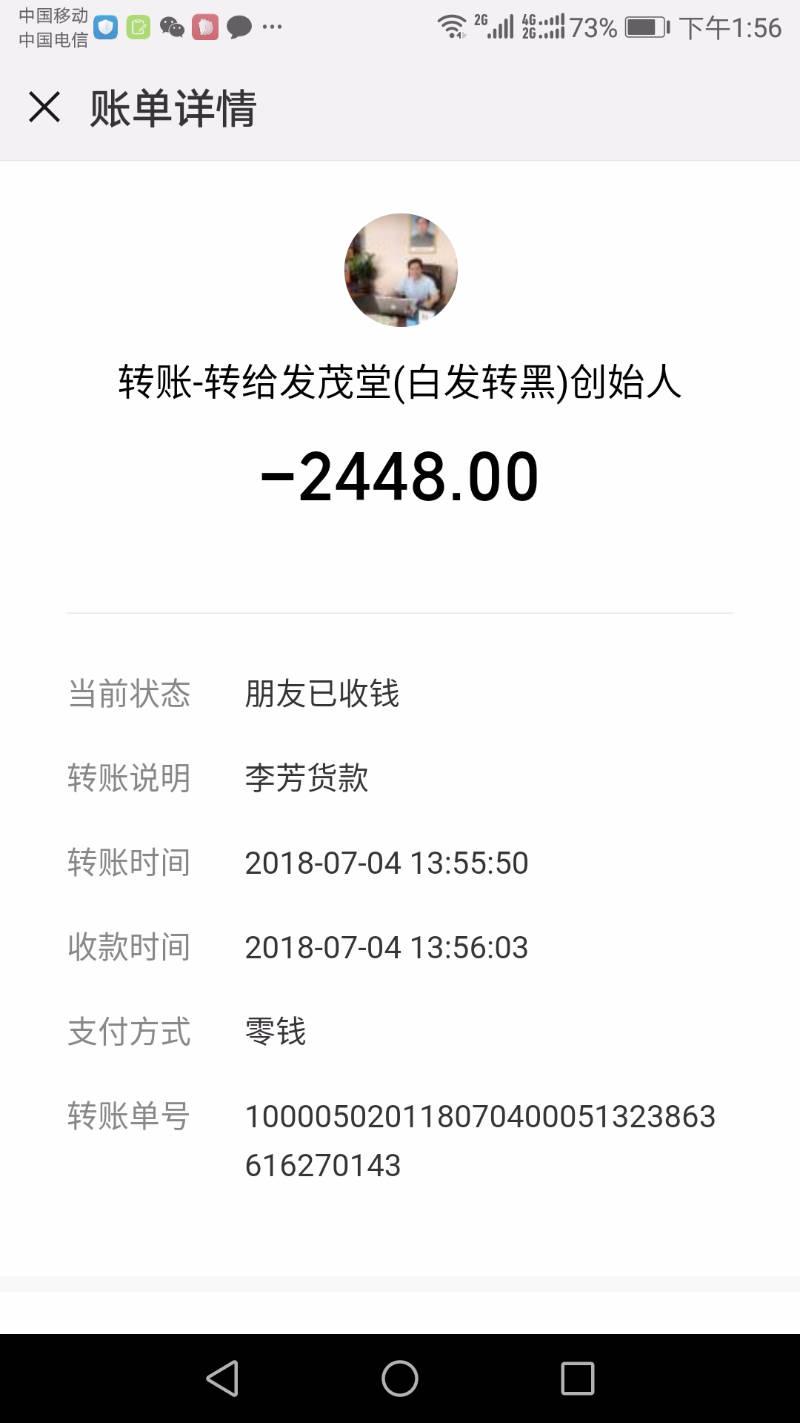 中国移动
中国电信
2G 4G 2G 73% 下午1:56
账单详情
转账-转给发茂堂(白发转黑)创始人
-2448.00
当前状态 朋友已收钱
转账说明 李芳货款
转账时间 2018-07-04 13:55:50
收款时间 2018-07-04 13:56:03
支付方式 零钱
转账单号 100005020118070400051323863
616270143